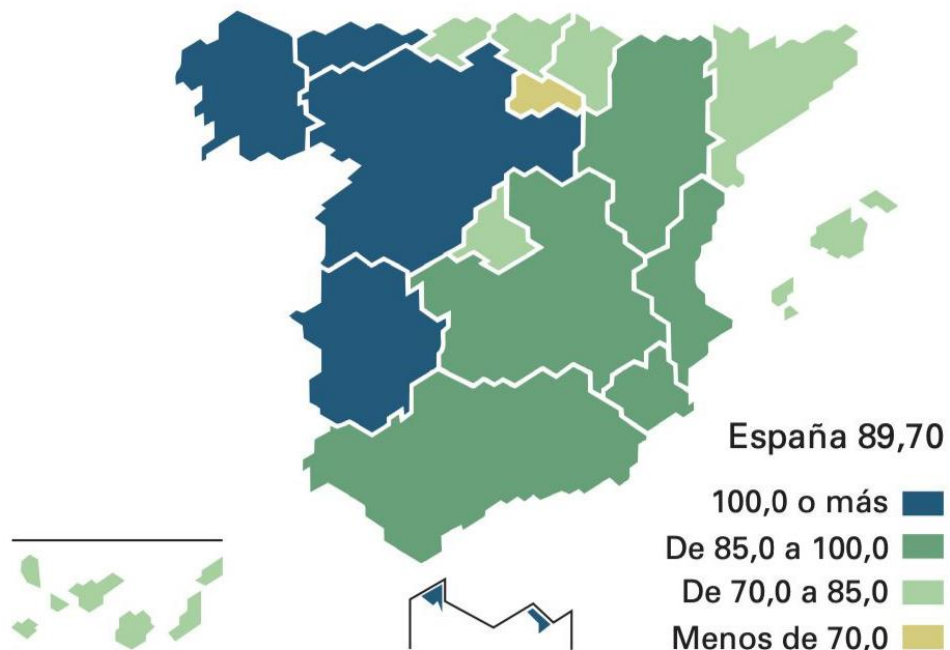 España 89,70
100,0 o más
De 85,0 a 100,0
De 70,0 a 85,0
Menos de 70,0